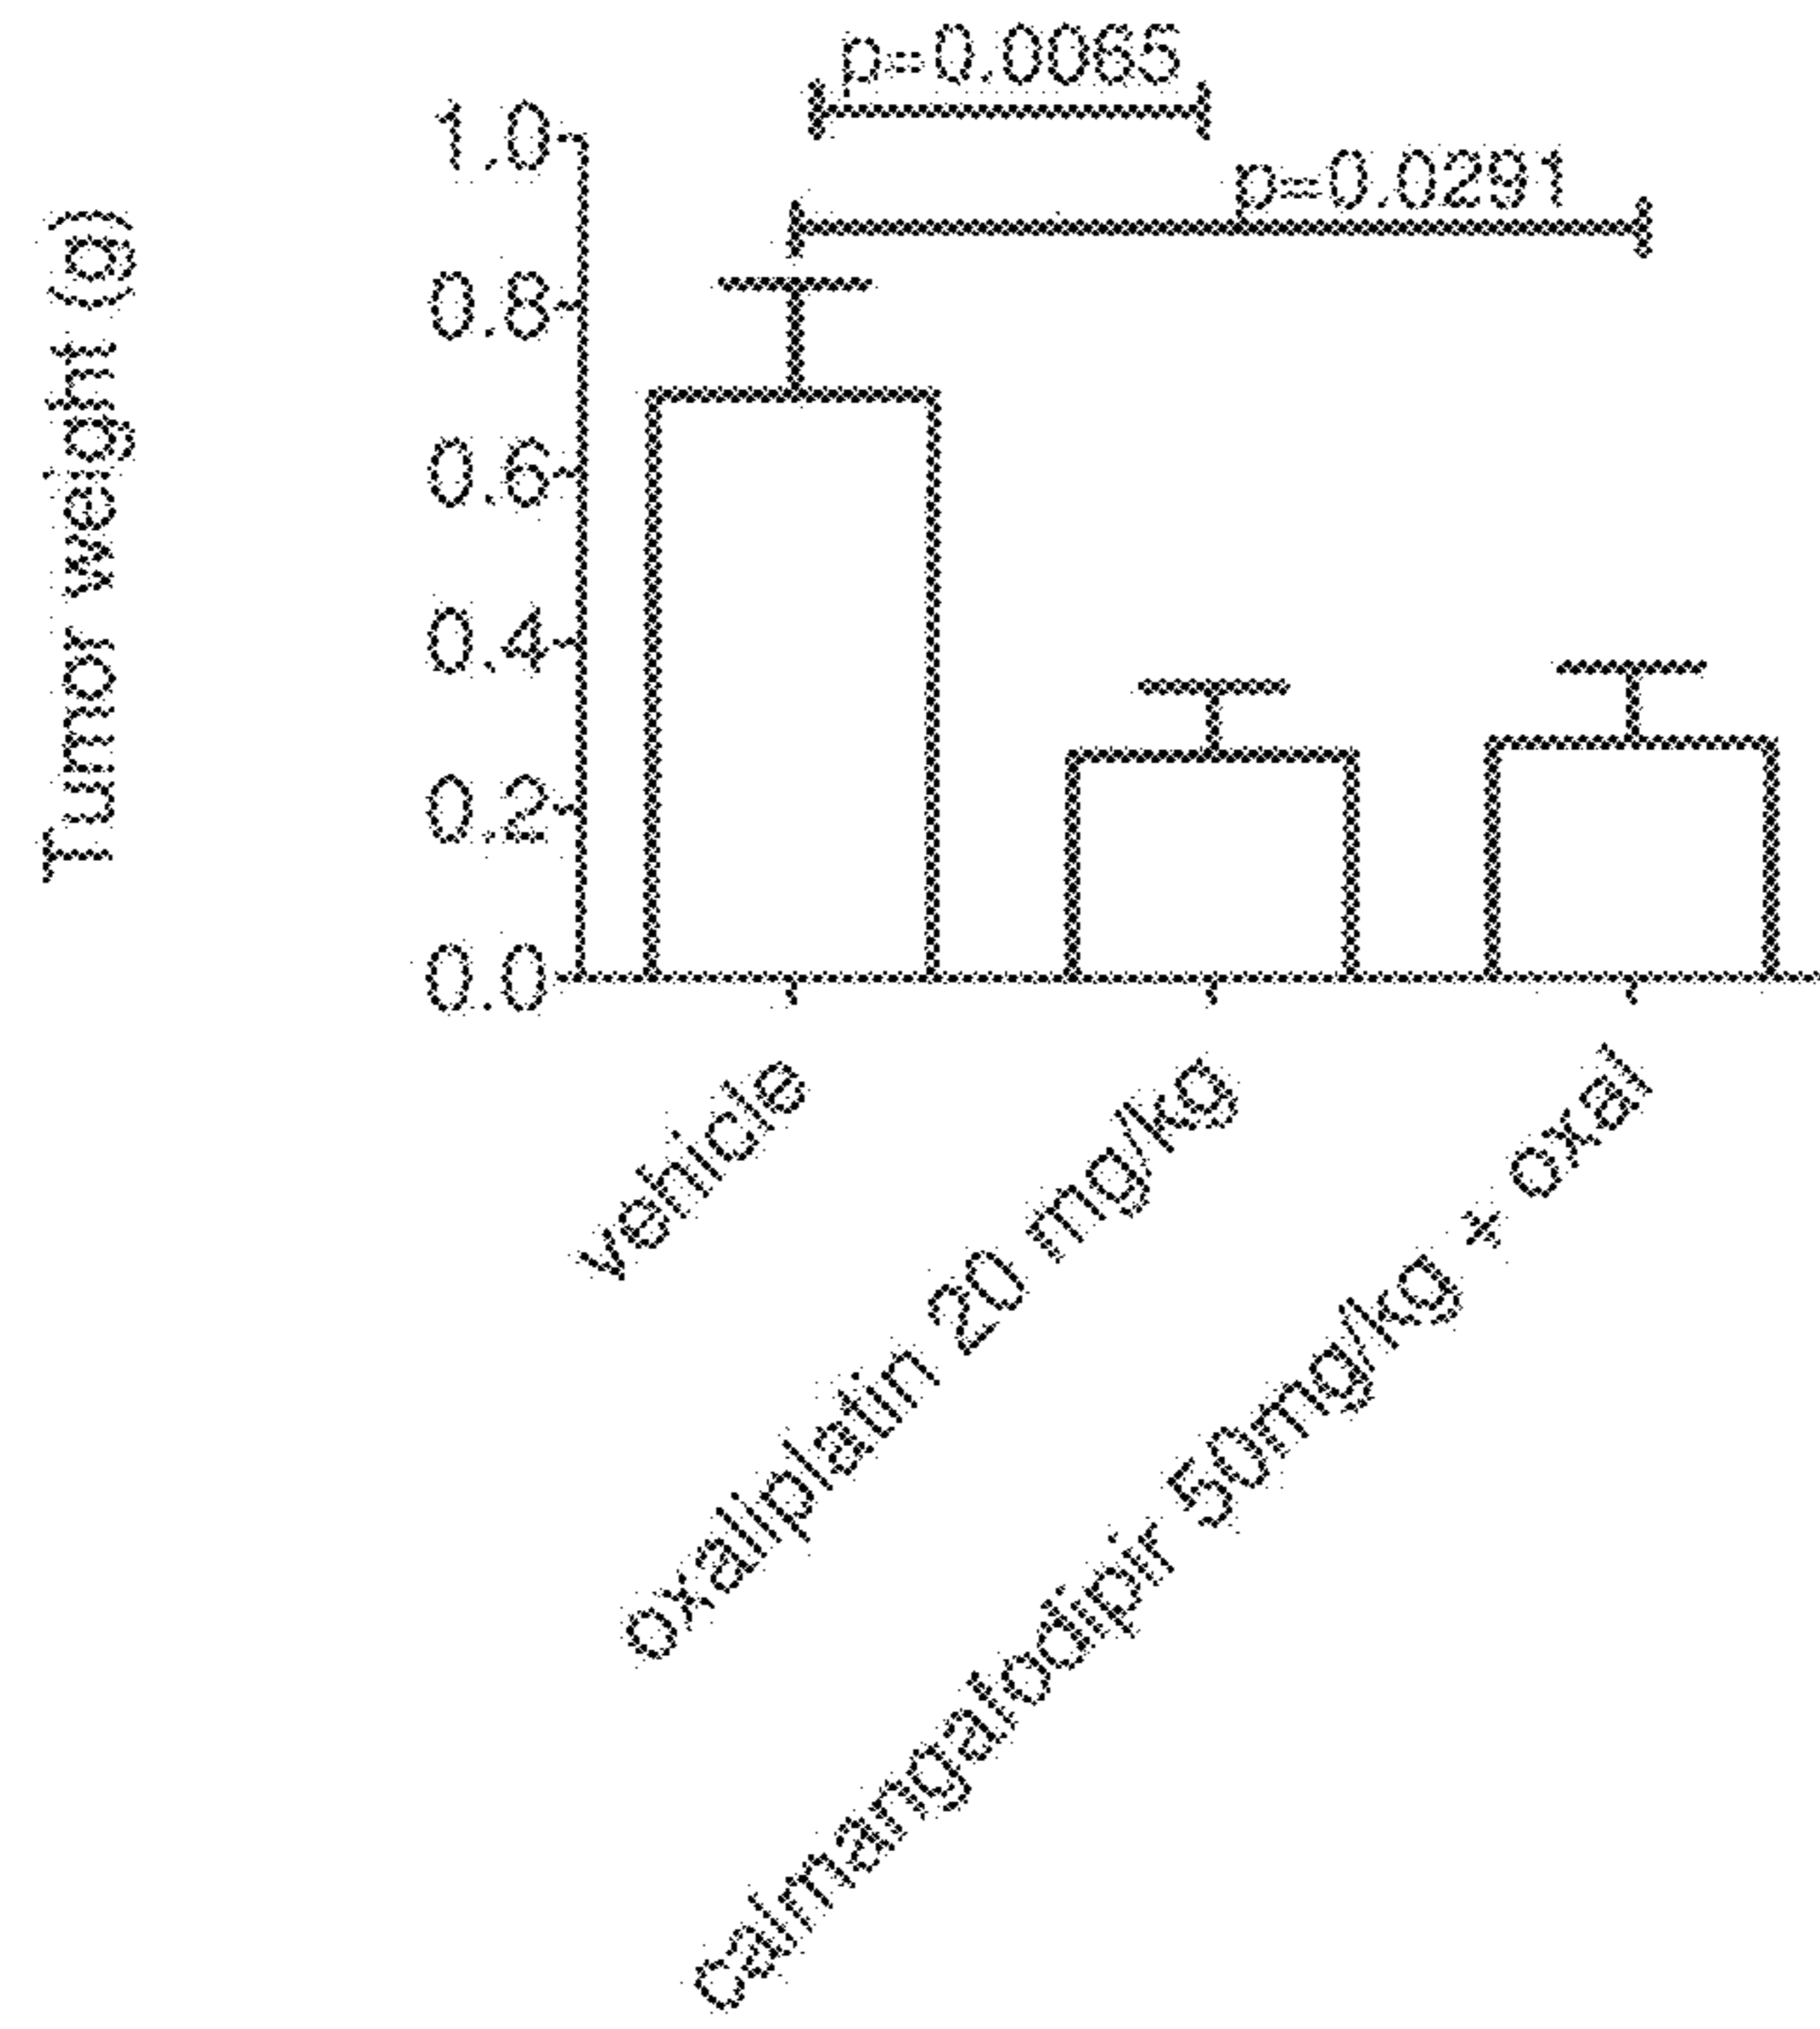 p=0.0065
p=0.0291
Tumor weight (g)
1.0
0.8
0.6
0.4
0.2
0.0
vehicle
oxaliplatin 20 mg/kg
calmangafodipir 50mg/kg + oxal